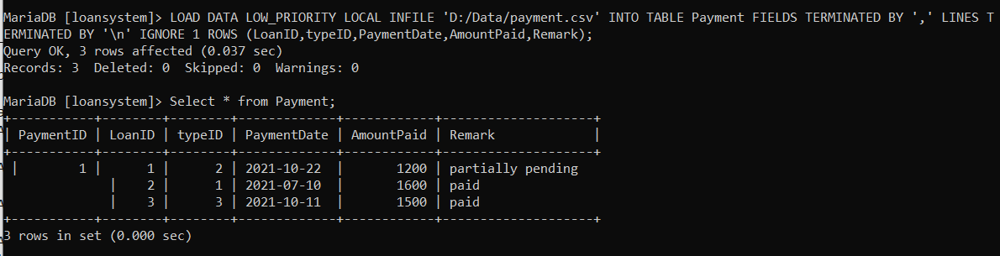 MariaDB [loansystem]> LOAD DATA LOW_PRIORITY LOCAL INFILE 'D:/Data/payment.csv' INTO TABLE Payment FIELDS TERMINATED BY ',' LINES T
ERMINATED BY '\n' IGNORE 1 ROWS (LoanID,typeID,PaymentDate,AmountPaid,Remark);
Query OK, 3 rows affected (0.037 sec)
Records: 3  Deleted: 0  Skipped: 0  Warnings: 0
MariaDB [loansystem]> Select * from Payment;
+-----------+--------+--------+-------------+------------+--------------------+
| PaymentID | LoanID | typeID | PaymentDate | AmountPaid | Remark             |
+-----------+--------+--------+-------------+------------+--------------------+
 |        1 |      1 |      2 | 2021-10-22  |       1200 | partially pending
             |      2 |      1 | 2021-07-10  |       1600 | paid
             |      3 |      3 | 2021-10-11  |       1500 | paid
+-----------+--------+--------+-------------+------------+--------------------+
3 rows in set (0.000 sec)